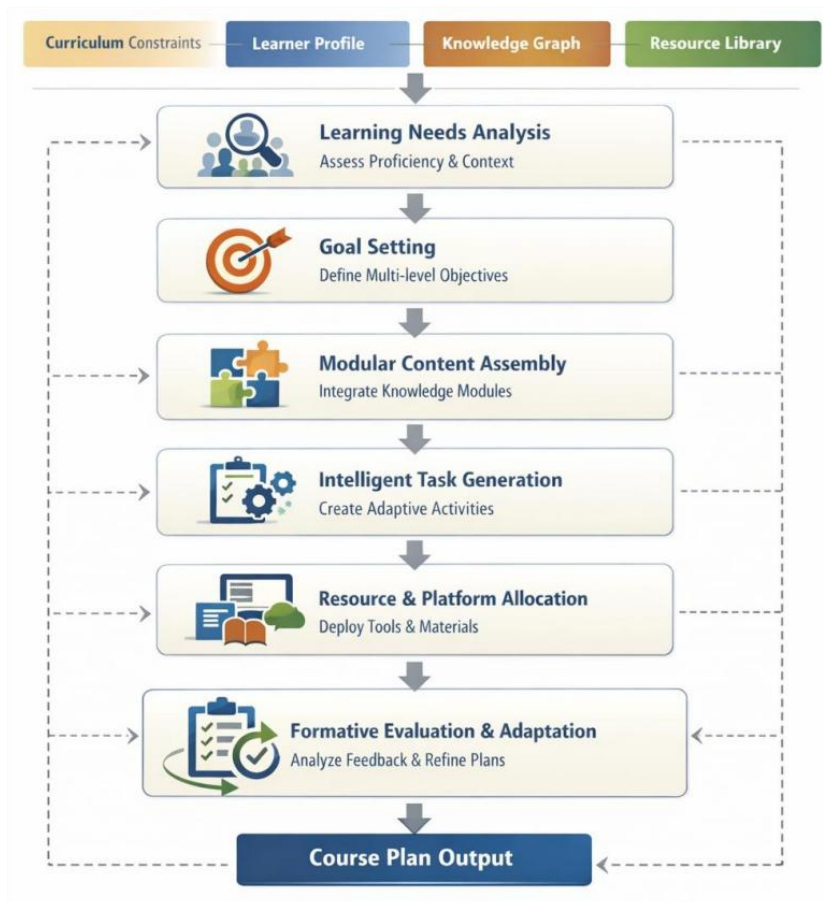 Curriculum Constraints
Learner Profile
Knowledge Graph
Resource Library
Learning Needs Analysis
Assess Proficiency & Context
Goal Setting
Define Multi-level Objectives
Modular Content Assembly
Integrate Knowledge Modules
Intelligent Task Generation
Create Adaptive Activities
Resource & Platform Allocation
Deploy Tools & Materials
Formative Evaluation & Adaptation
Analyze Feedback & Refine Plans
Course Plan Output